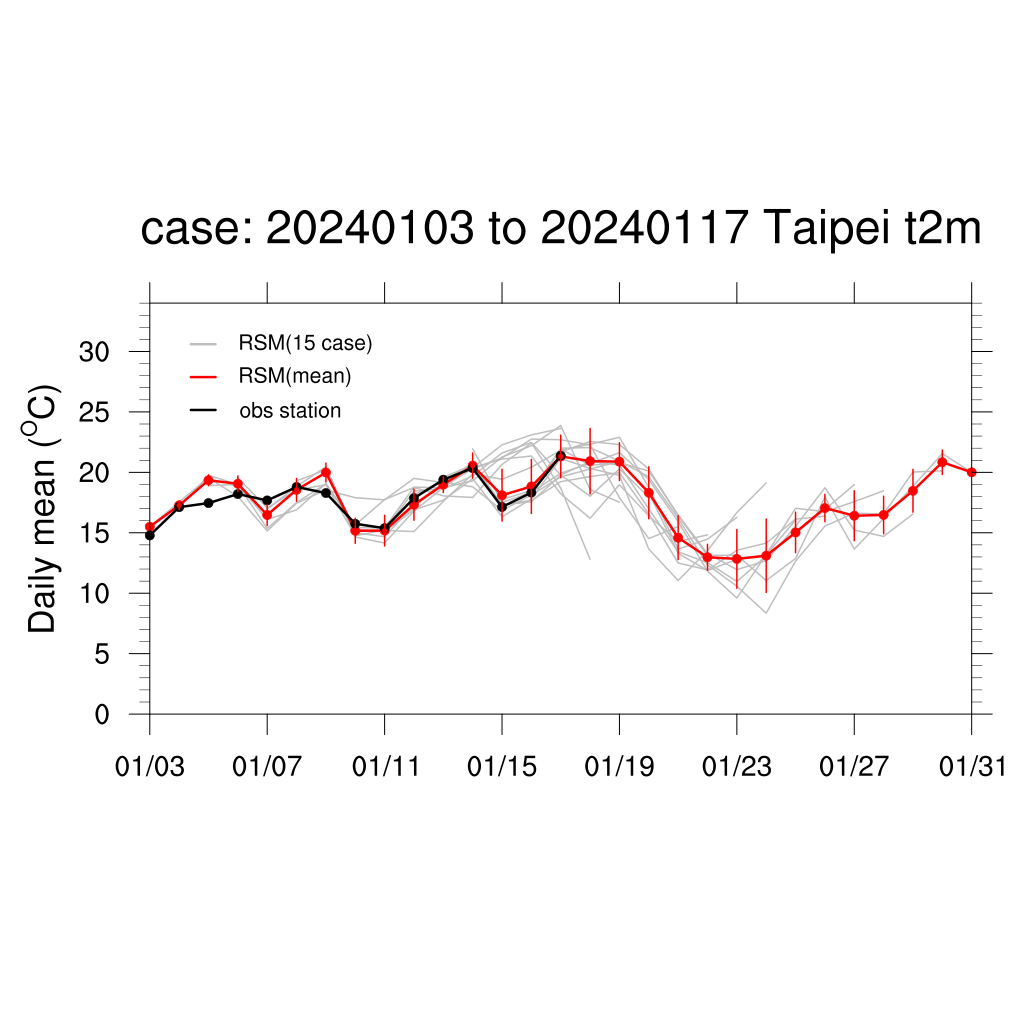 case: 20240103 to 20240117 Taipei t2m
RSM(15 case)
RSM(mean)
obs station
Daily mean (°C)
30
25
20
15
10
5
0
01/03 01/07 01/11 01/15 01/19 01/23 01/27 01/31